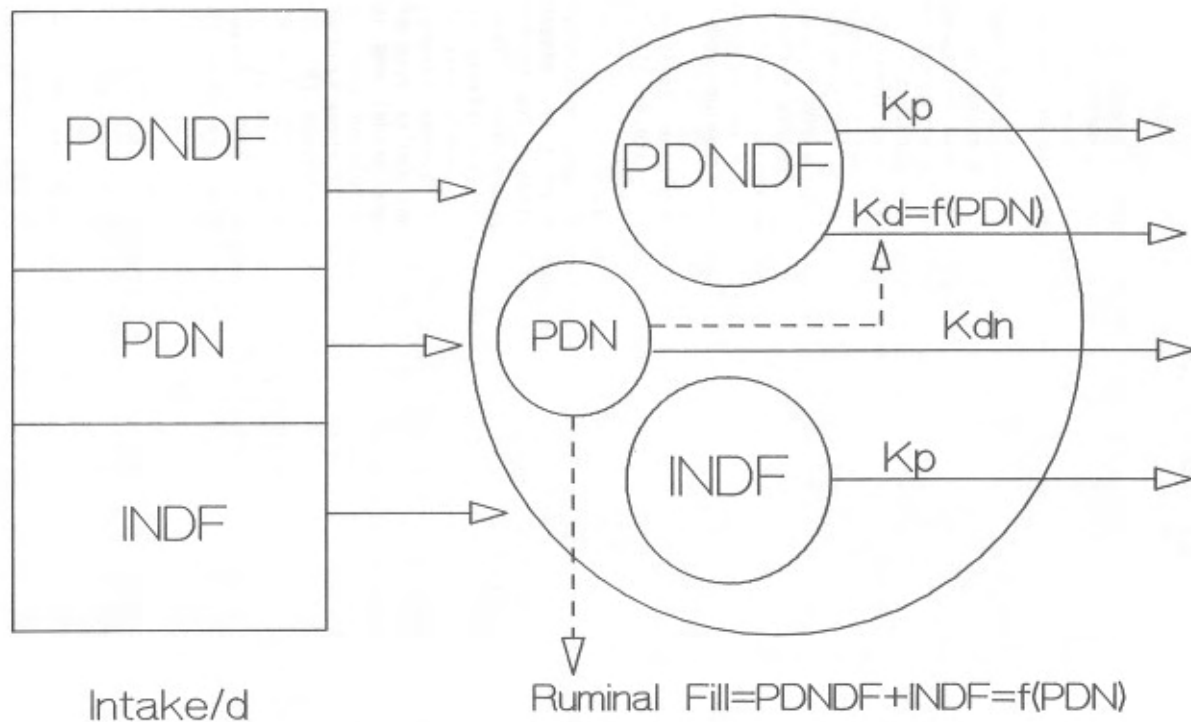 PDNDF
PDN
INDF
Intake/d
PDNDF
Kp
Kd=f(PDN)
PDN
Kdn
INDF
Kp
Ruminal Fill=PDNDF+INDF=f(PDN)